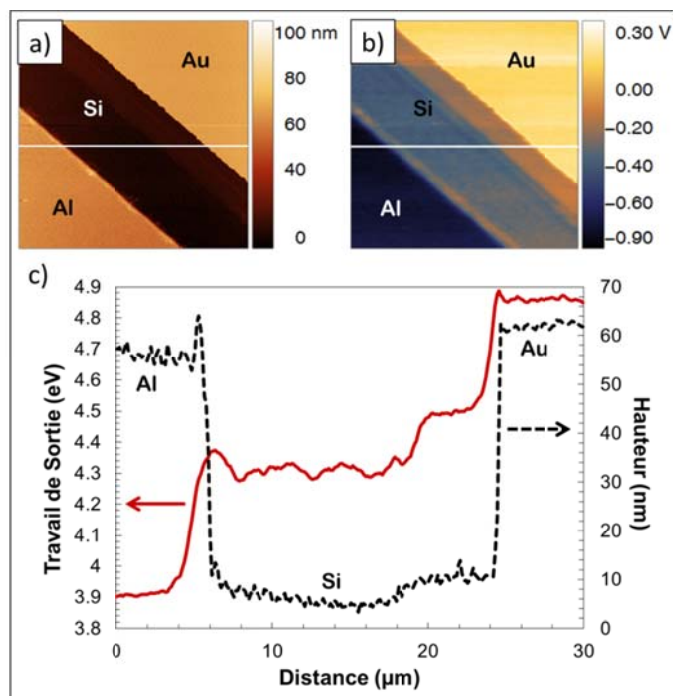 a)
Au
Si
Al
100 nm
80
60
40
0
b)
Au
Si
Al
0.30 V
0.00
−0.20
−0.40
−0.60
−0.90
c)
Travail de Sortie (eV)
4.9
4.8
4.7
4.6
4.5
4.4
4.3
4.2
4.1
4
3.9
3.8
Al
Si
Au
70
60
50
40
30
20
10
0
Hauteur (nm)
0
10
20
30
Distance (µm)